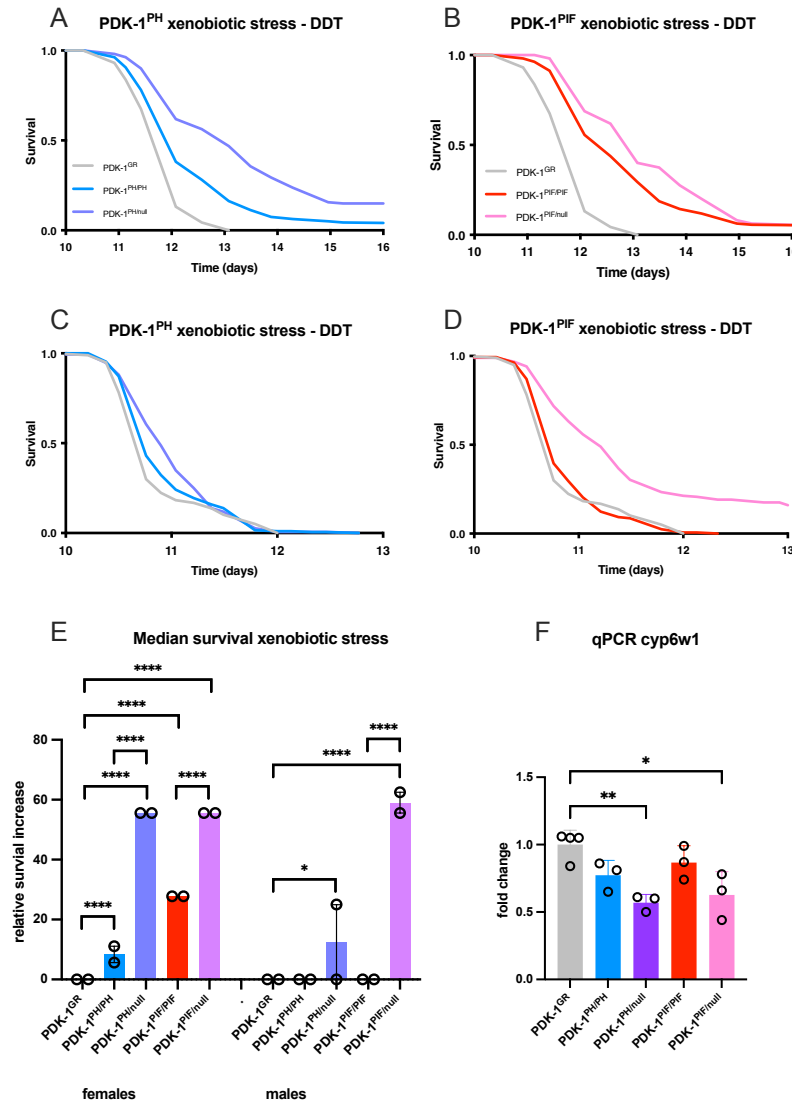 A
PDK-1PH xenobiotic stress - DDT
1.0
0.5
0.0
Survival
PDK-1GR
PDK-1PH/PH
PDK-1PH/null
10 11 12 13 14 15 16
Time (days)
B
PDK-1PIF xenobiotic stress - DDT
1.0
0.5
0.0
Survival
PDK-1GR
PDK-1PIF/PIF
PDK-1PIF/null
10 11 12 13 14 15 16
Time (days)
C
PDK-1PH xenobiotic stress - DDT
1.0
0.5
0.0
Survival
10 11 12 13
Time (days)
D
PDK-1PIF xenobiotic stress - DDT
1.0
0.5
0.0
Survival
10 11 12 13
Time (days)
E
Median survival xenobiotic stress
****
****
****
****
****
****
****
****
*
80
60
40
20
0
relative survial increase
PDK-1GR
PDK-1PH/PH
PDK-1PH/null
PDK-1PIF/PIF
PDK-1PIF/null
.
PDK-1GR
PDK-1PH/PH
PDK-1PH/null
PDK-1PIF/PIF
PDK-1PIF/null
females males
F
qPCR cyp6w1
*
**
1.5
1.0
0.5
0.0
fold change
PDK-1GR
PDK-1PH/PH
PDK-1PH/null
PDK-1PIF/PIF
PDK-1PIF/null